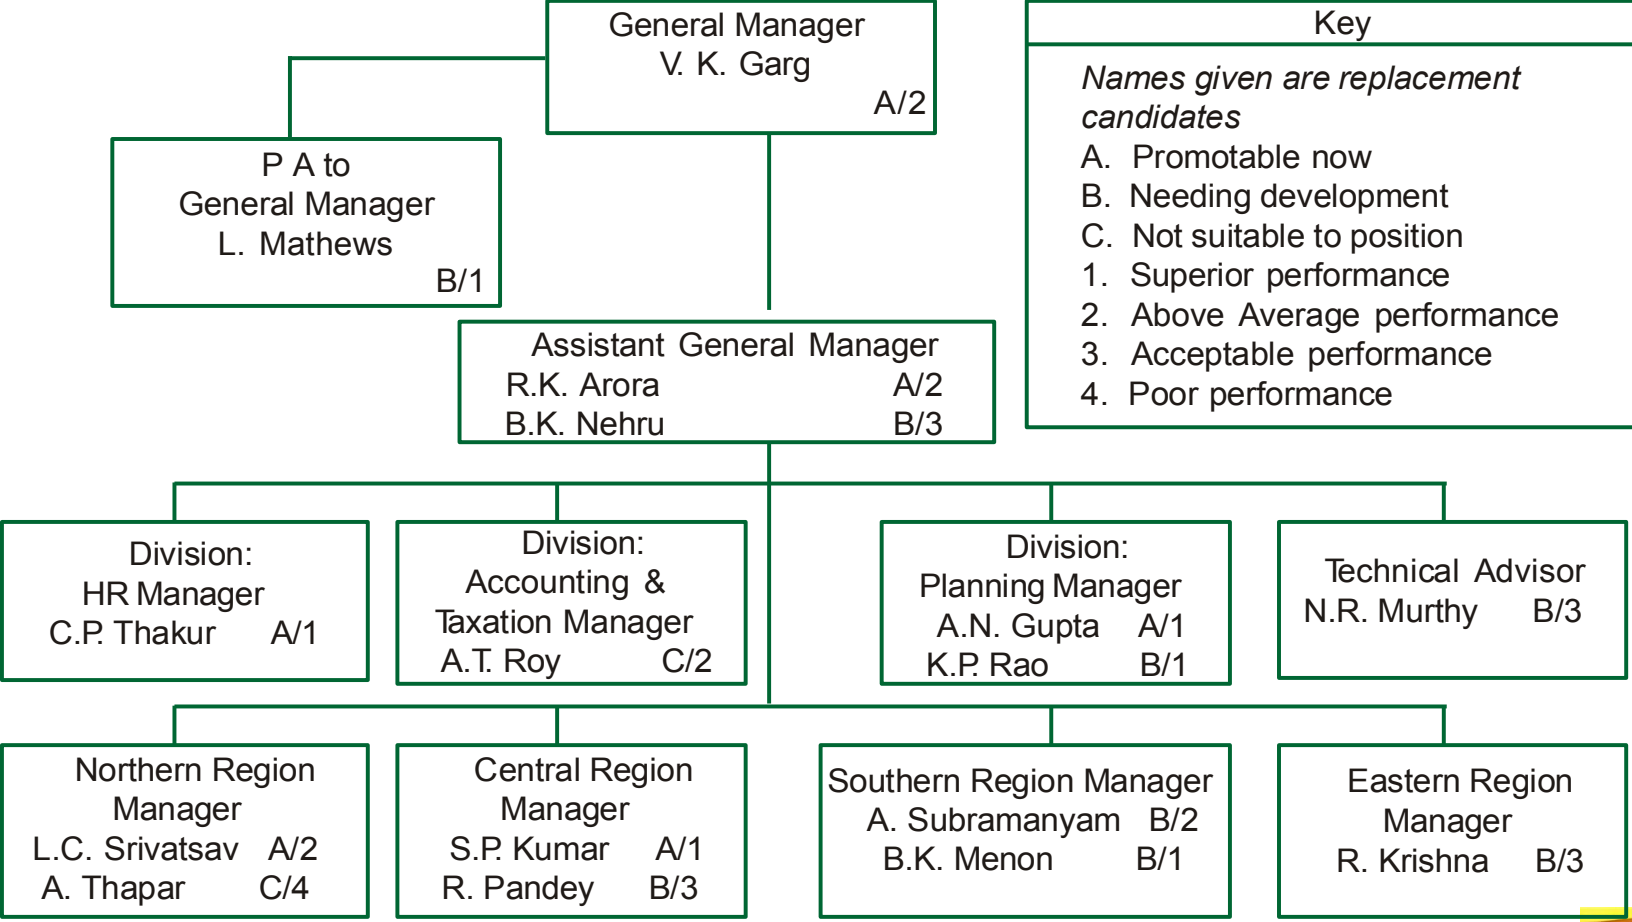 General Manager
V. K. Garg
A/2
P A to
General Manager
L. Mathews
B/1
Key
Names given are replacement
candidates
A. Promotable now
B. Needing development
C. Not suitable to position
1. Superior performance
2. Above Average performance
3. Acceptable performance
4. Poor performance
Assistant General Manager
R.K. Arora A/2
B.K. Nehru B/3
Division:
HR Manager
C.P. Thakur A/1
Division:
Accounting &
Taxation Manager
A.T. Roy C/2
Division:
Planning Manager
A.N. Gupta A/1
K.P. Rao B/1
Technical Advisor
N.R. Murthy B/3
Northern Region
Manager
L.C. Srivatsav A/2
A. Thapar C/4
Central Region
Manager
S.P. Kumar A/1
R. Pandey B/3
Southern Region Manager
A. Subramanyam B/2
B.K. Menon B/1
Eastern Region
Manager
R. Krishna B/3